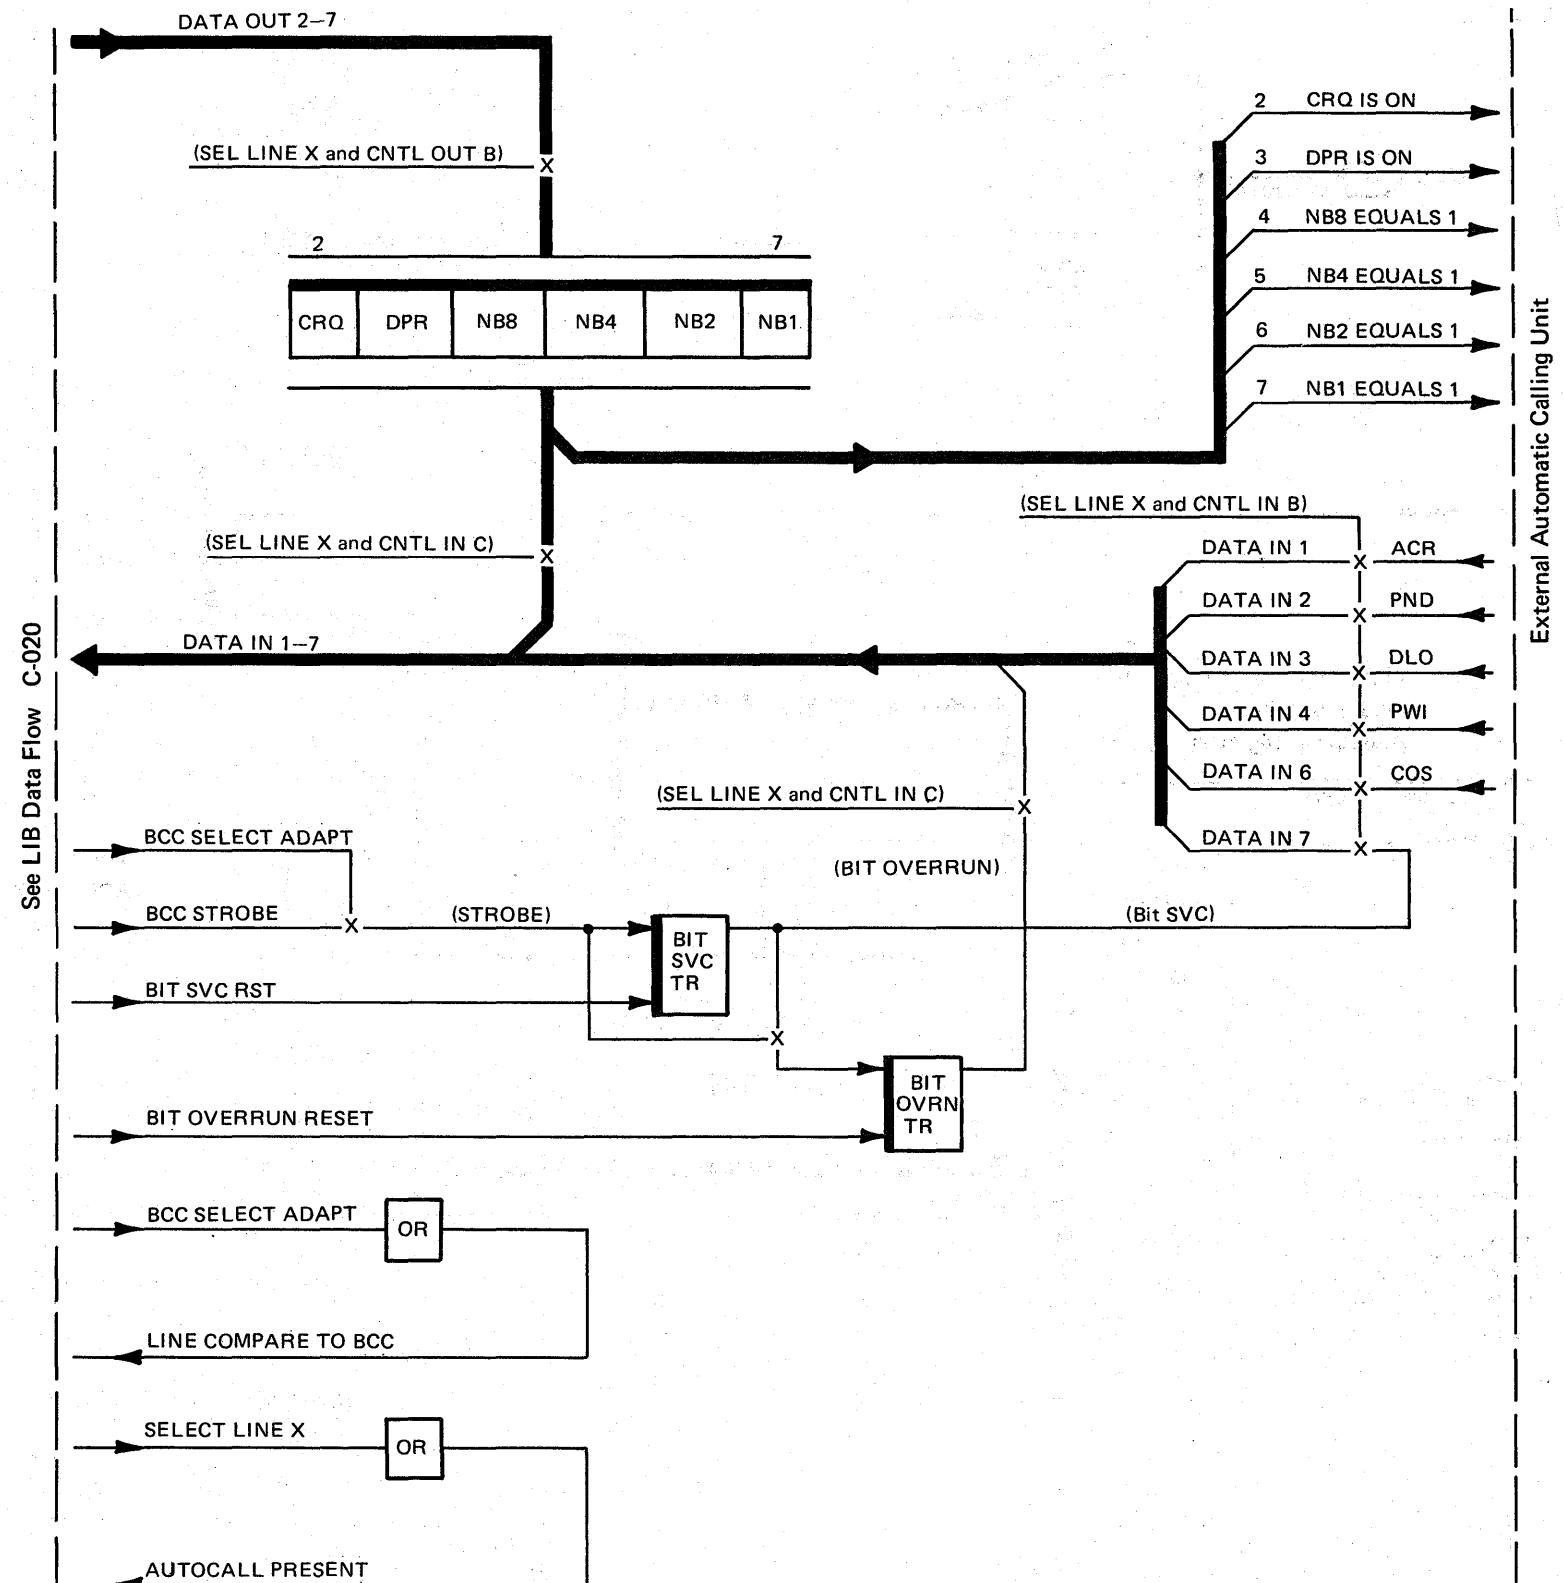 DATA OUT 2–7
2 CRQ IS ON
(SEL LINE X and CNTL OUT B)
X
3 DPR IS ON
4 NB8 EQUALS 1
2 7
5 NB4 EQUALS 1
CRQ DPR NB8 NB4 NB2 NB1
6 NB2 EQUALS 1
7 NB1 EQUALS 1
External Automatic Calling Unit
(SEL LINE X and CNTL IN B)
(SEL LINE X and CNTL IN C)
X
DATA IN 1 X ACR
DATA IN 2 X PND
DATA IN 1–7
DATA IN 3 X DLO
DATA IN 4 X PWI
DATA IN 6 X COS
See LIB Data Flow C-020
(SEL LINE X and CNTL IN C)
X
DATA IN 7 X
BCC SELECT ADAPT
(BIT OVERRUN)
BCC STROBE
X
(STROBE)
(Bit SVC)
BIT
SVC
TR
BIT SVC RST
X
BIT
OVRN
TR
BIT OVERRUN RESET
BCC SELECT ADAPT
OR
LINE COMPARE TO BCC
SELECT LINE X
OR
AUTOCALL PRESENT